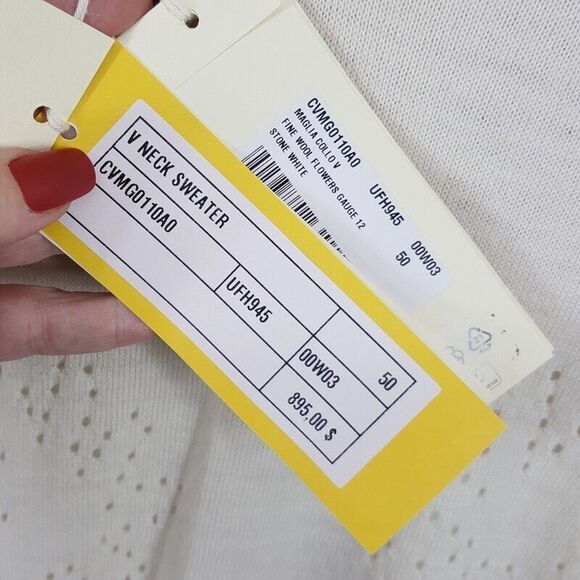 V NECK SWEATER
CVMG0110A0
UFH945
00W03 50
895,00 $
CVMG0110A0 UFH945 00W03
MAGLIA COLLO V 50
FINE WOOL FLOWERS GAUGE 12
STONE WHITE